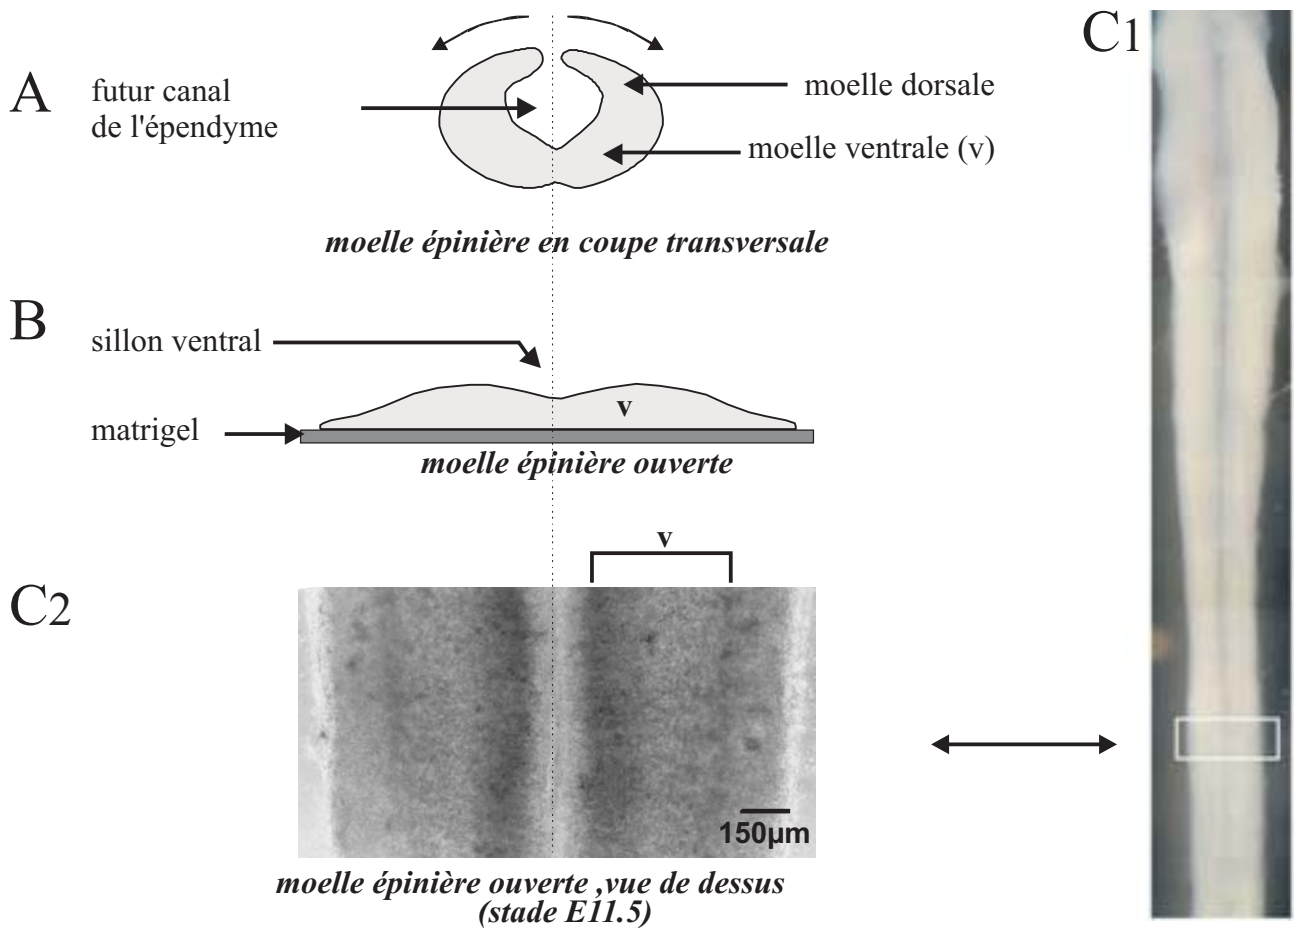 C1
A
futur canal
de l'épendyme
moelle dorsale
moelle ventrale (v)
moelle épinière en coupe transversale
B
sillon ventral
v
matrigel
moelle épinière ouverte
v
C2
150µm
moelle épinière ouverte ,vue de dessus
(stade E11.5)